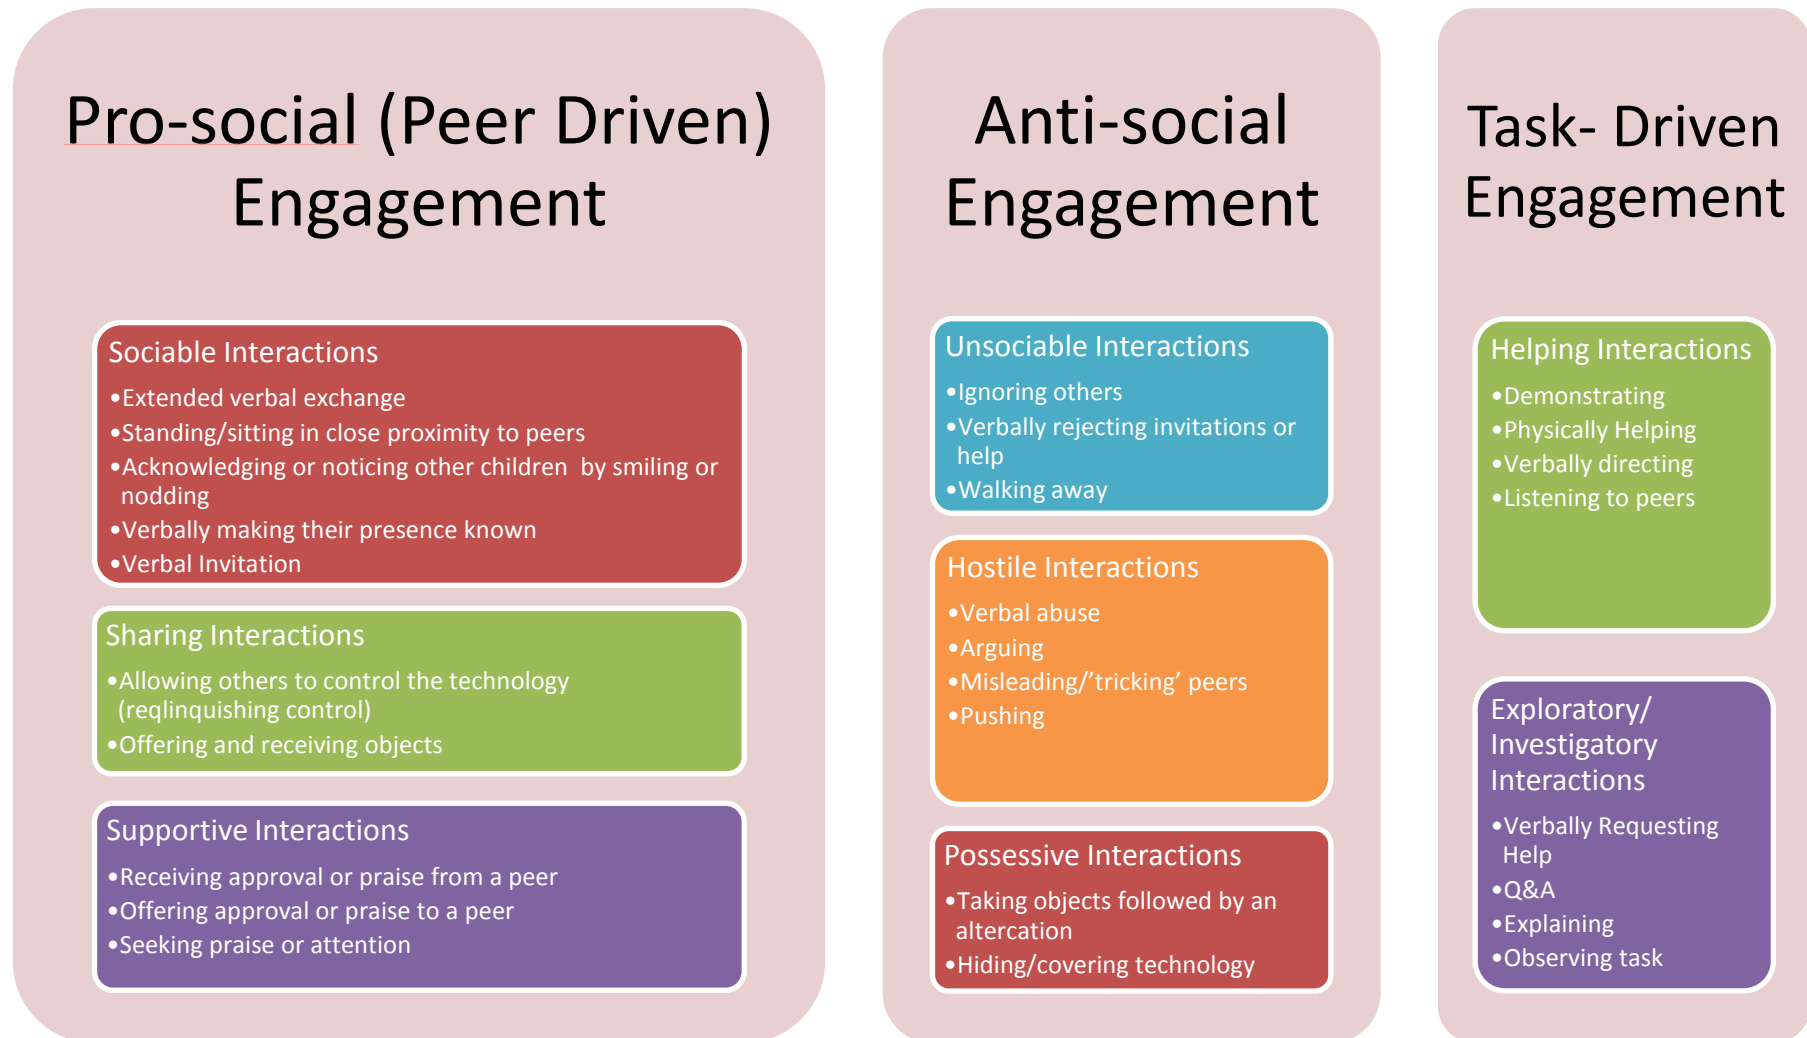 Pro-social (Peer Driven)
Engagement
Sociable Interactions
•Extended verbal exchange
•Standing/sitting in close proximity to peers
•Acknowledging or noticing other children  by smiling or
nodding
•Verbally making their presence known
•Verbal Invitation
Sharing Interactions
•Allowing others to control the technology
(reqlinquishing control)
•Offering and receiving objects
Supportive Interactions
•Receiving approval or praise from a peer
•Offering approval or praise to a peer
•Seeking praise or attention
Anti-social
Engagement
Unsociable Interactions
•Ignoring others
•Verbally rejecting invitations or
help
•Walking away
Hostile Interactions
•Verbal abuse
•Arguing
•Misleading/’tricking’ peers
•Pushing
Possessive Interactions
•Taking objects followed by an
altercation
•Hiding/covering technology
Task- Driven
Engagement
Helping Interactions
•Demonstrating
•Physically Helping
•Verbally directing
•Listening to peers
Exploratory/
Investigatory
Interactions
•Verbally Requesting
Help
•Q&A
•Explaining
•Observing task